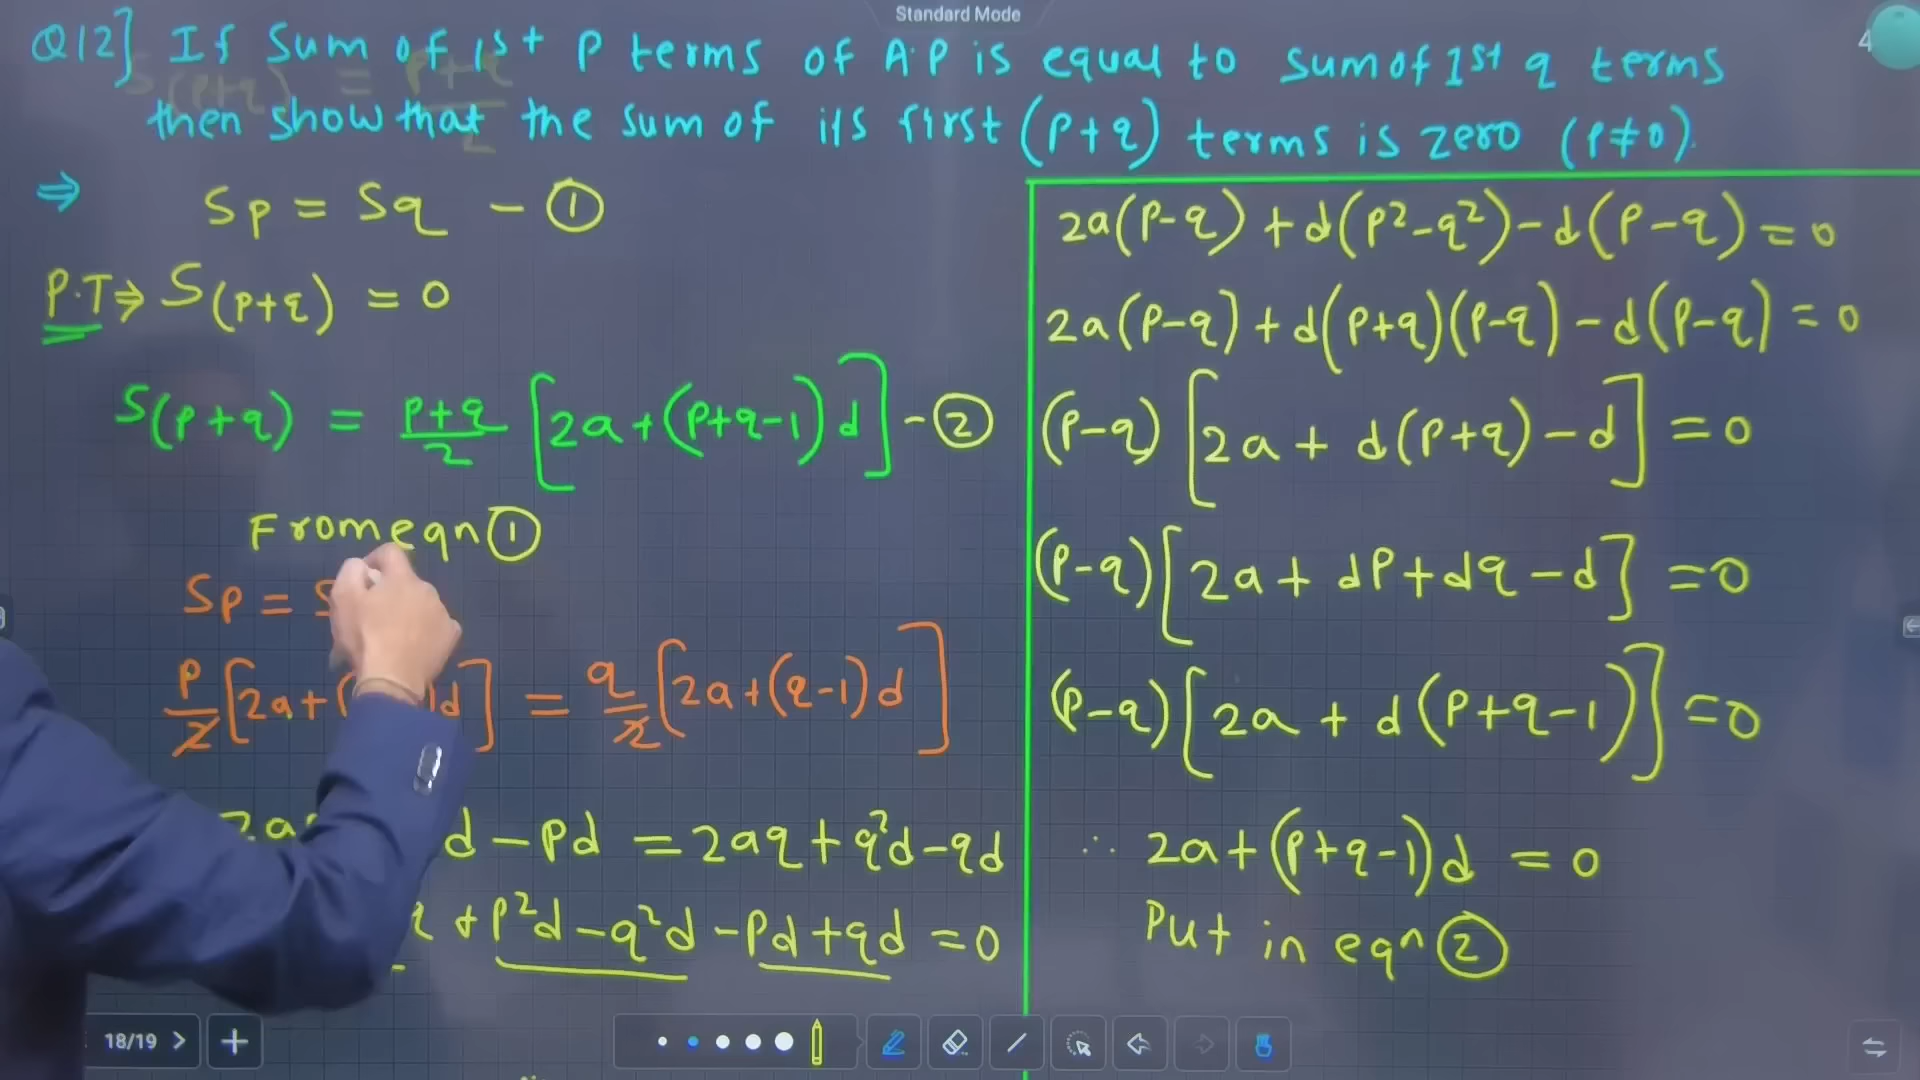 Standard Mode
4
Q12] If sum of 1st P terms of A.P is equal to sum of 1st q terms
then show that the sum of its first (P+q) terms is zero (P≠0).
⇒ Sp = Sq - ①
P.T ⇒ S(P+q) = 0
S(P+q) = P+q/2 [2a+(P+q-1)d] - ②
From eqn ①
Sp = S
P/2 [2a+( )d] = q/2 [2a+(q-1)d]
2a d - Pd = 2aq + q²d - qd
q + P²d - q²d - Pd + qd = 0
2a(P-q) + d(P²-q²) - d(P-q) = 0
2a(P-q) + d(P+q)(P-q) - d(P-q) = 0
(P-q) [2a + d(P+q) - d] = 0
(P-q) [2a + dP + dq - d] = 0
(P-q) [2a + d(P+q-1)] = 0
∴ 2a + (P+q-1)d = 0
Put in eqn ②
18/19